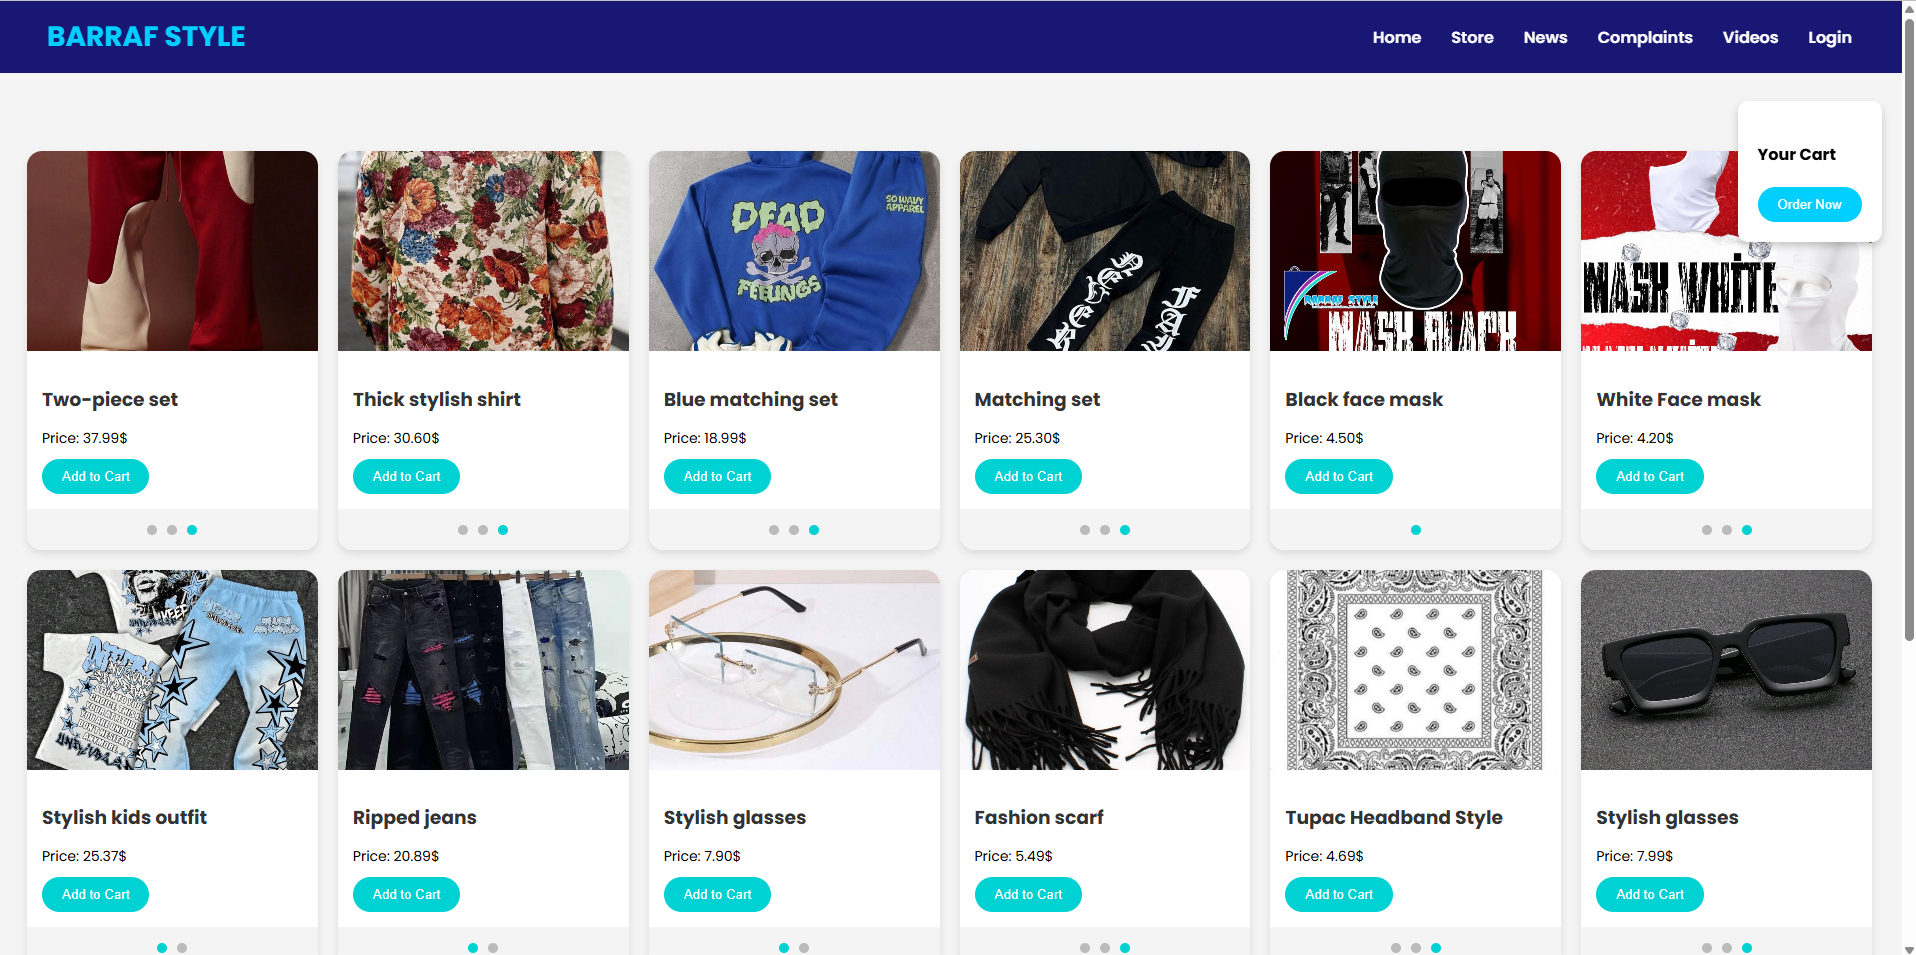 BARRAF STYLE
Home
Store
News
Complaints
Videos
Login
Your Cart
Order Now
DEAD
FEELINGS
SO WAVY
APPAREL
BARRAF STYLE
MASK BLACK
MASK WHİTE
Two-piece set
Price: 37.99$
Add to Cart
Thick stylish shirt
Price: 30.60$
Add to Cart
Blue matching set
Price: 18.99$
Add to Cart
Matching set
Price: 25.30$
Add to Cart
Black face mask
Price: 4.50$
Add to Cart
White Face mask
Price: 4.20$
Add to Cart
Stylish kids outfit
Price: 25.37$
Add to Cart
Ripped jeans
Price: 20.89$
Add to Cart
Stylish glasses
Price: 7.90$
Add to Cart
Fashion scarf
Price: 5.49$
Add to Cart
Tupac Headband Style
Price: 4.69$
Add to Cart
Stylish glasses
Price: 7.99$
Add to Cart